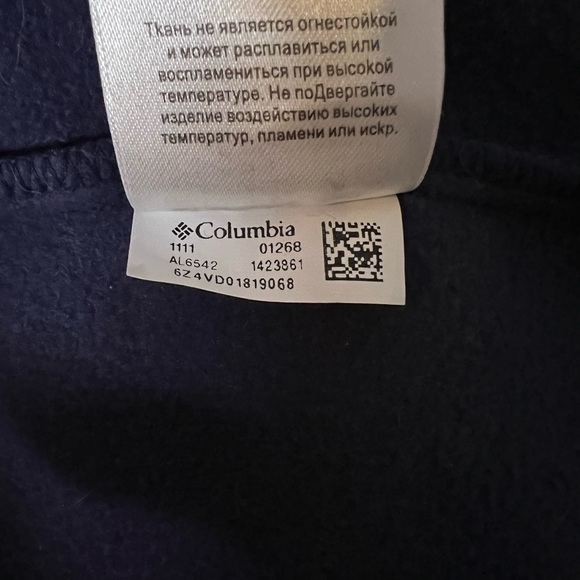 Ткань не является огнестойкой
и может расплавиться или
воспламениться при высокой
температуре. Не подвергайте
изделие воздействию высоких
температур, пламени или искр.
Columbia
1111 01268
AL6542 1423861
6Z4VD01819068